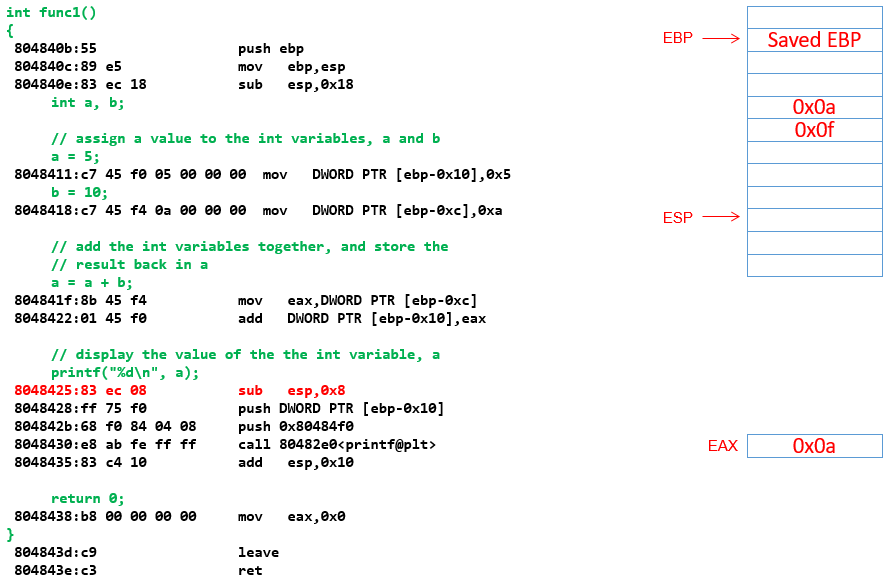 int func1()
{
804840b:55 push ebp
804840c:89 e5 mov ebp,esp
804840e:83 ec 18 sub esp,0x18
int a, b;
// assign a value to the int variables, a and b
a = 5;
8048411:c7 45 f0 05 00 00 00 mov DWORD PTR [ebp-0x10],0x5
b = 10;
8048418:c7 45 f4 0a 00 00 00 mov DWORD PTR [ebp-0xc],0xa
// add the int variables together, and store the
// result back in a
a = a + b;
804841f:8b 45 f4 mov eax,DWORD PTR [ebp-0xc]
8048422:01 45 f0 add DWORD PTR [ebp-0x10],eax
// display the value of the the int variable, a
printf("%d\n", a);
8048425:83 ec 08 sub esp,0x8
8048428:ff 75 f0 push DWORD PTR [ebp-0x10]
804842b:68 f0 84 04 08 push 0x80484f0
8048430:e8 ab fe ff ff call 80482e0<printf@plt>
8048435:83 c4 10 add esp,0x10
return 0;
8048438:b8 00 00 00 00 mov eax,0x0
}
804843d:c9 leave
804843e:c3 ret
EBP Saved EBP
0x0a
0x0f
ESP
EAX 0x0a